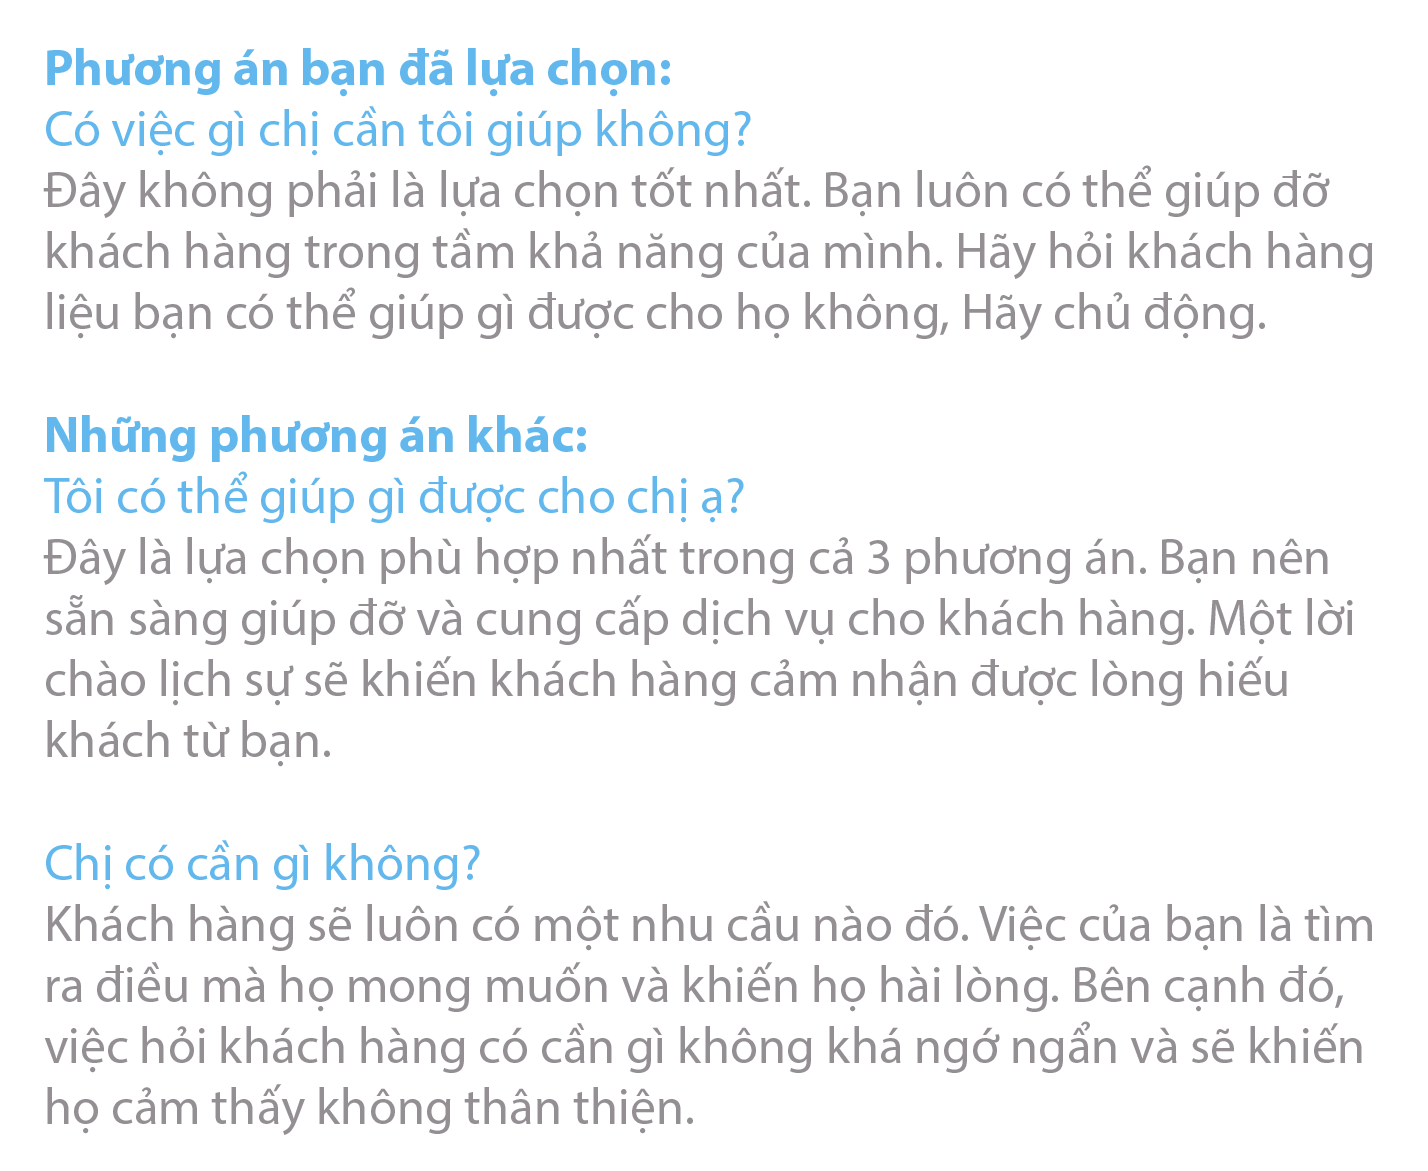 Phương án bạn đã lựa chọn:
Có việc gì chị cần tôi giúp không?
Đây không phải là lựa chọn tốt nhất. Bạn luôn có thể giúp đỡ
khách hàng trong tầm khả năng của mình. Hãy hỏi khách hàng
liệu bạn có thể giúp gì được cho họ không, Hãy chủ động.
Những phương án khác:
Tôi có thể giúp gì được cho chị ạ?
Đây là lựa chọn phù hợp nhất trong cả 3 phương án. Bạn nên
sẵn sàng giúp đỡ và cung cấp dịch vụ cho khách hàng. Một lời
chào lịch sự sẽ khiến khách hàng cảm nhận được lòng hiếu
khách từ bạn.
Chị có cần gì không?
Khách hàng sẽ luôn có một nhu cầu nào đó. Việc của bạn là tìm
ra điều mà họ mong muốn và khiến họ hài lòng. Bên cạnh đó,
việc hỏi khách hàng có cần gì không khá ngớ ngẩn và sẽ khiến
họ cảm thấy không thân thiện.